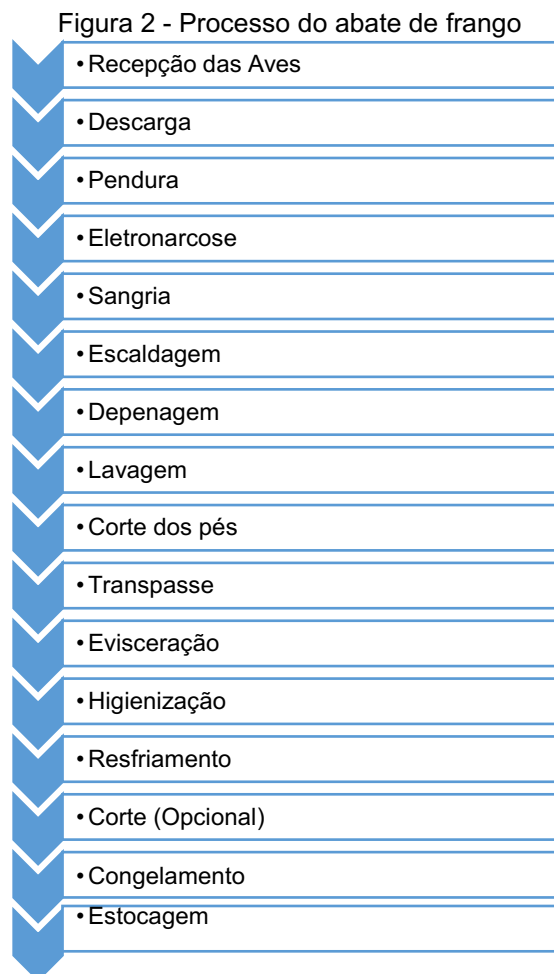 Figura 2 - Processo do abate de frango
•Recepção das Aves
•Descarga
•Pendura
•Eletronarcose
•Sangria
•Escaldagem
•Depenagem
•Lavagem
•Corte dos pés
•Transpasse
•Evisceração
•Higienização
•Resfriamento
•Corte (Opcional)
•Congelamento
•Estocagem